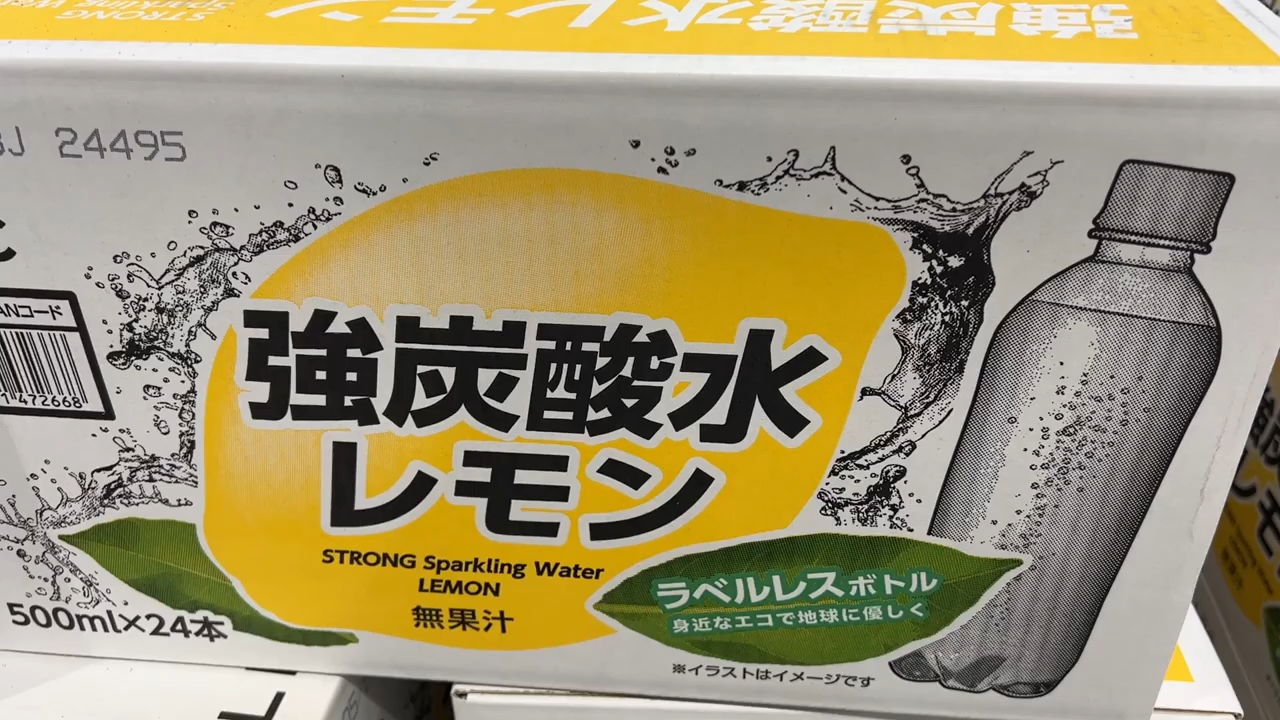 強炭酸水レモン
STRONG
Sparkling
24495
ANコード
472668
強炭酸水
レモン
STRONG Sparkling Water
LEMON
無果汁
ラベルレスボトル
身近なエコで地球に優しく
500ml×24本
※イラストはイメージです